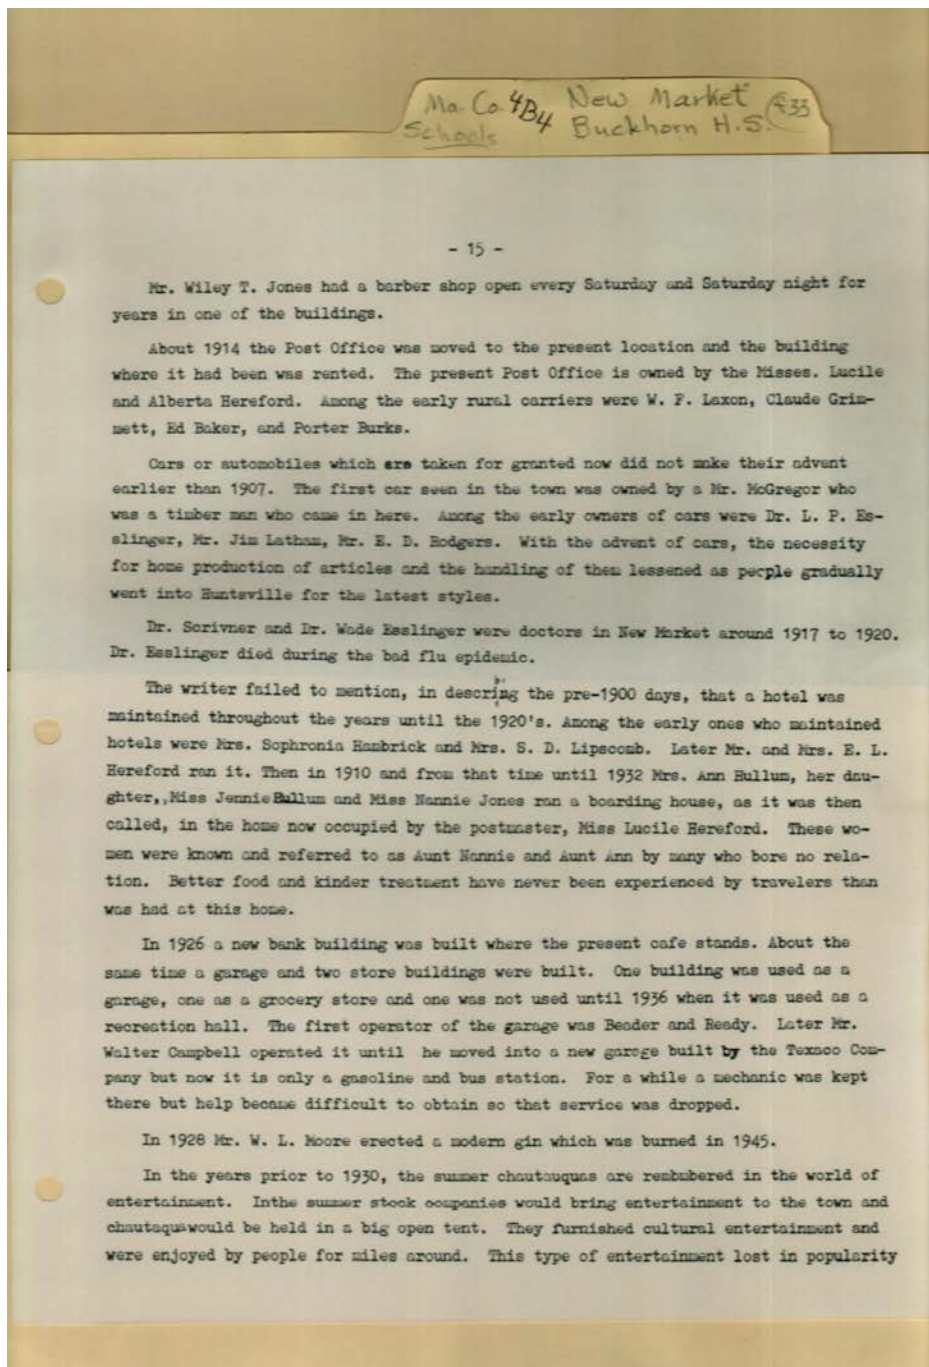 Ma. Co. 4B4 New Market £33
Schools Buckhorn H.S.
- 15 -
Mr. Wiley T. Jones had a barber shop open every Saturday and Saturday night for
years in one of the buildings.
About 1914 the Post Office was moved to the present location and the building
where it had been was rented. The present Post Office is owned by the Misses. Lucile
and Alberta Hereford. Among the early rural carriers were W. F. Laxon, Claude Grim-
mett, Ed Baker, and Porter Burks.
Cars or automobiles which are taken for granted now did not make their advent
earlier than 1907. The first car seen in the town was owned by a Mr. McGregor who
was a timber man who came in here. Among the early owners of cars were Dr. L. P. Es-
slinger, Mr. Jim Latham, Mr. E. D. Rodgers. With the advent of cars, the necessity
for home production of articles and the handling of them lessened as people gradually
went into Huntsville for the latest styles.
Dr. Scrivner and Dr. Wade Esslinger were doctors in New Market around 1917 to 1920.
Dr. Esslinger died during the bad flu epidemic.
The writer failed to mention, in describing the pre-1900 days, that a hotel was
maintained throughout the years until the 1920's. Among the early ones who maintained
hotels were Mrs. Sophronia Hambrick and Mrs. S. D. Lipscomb. Later Mr. and Mrs. E. L.
Hereford ran it. Then in 1910 and from that time until 1932 Mrs. Ann Hullum, her dau-
ghter,,Miss Jennie Hullum and Miss Nannie Jones ran a boarding house, as it was then
called, in the home now occupied by the postmaster, Miss Lucile Hereford. These wo-
men were known and referred to as Aunt Nannie and Aunt Ann by many who bore no rela-
tion. Better food and kinder treatment have never been experienced by travelers than
was had at this home.
In 1926 a new bank building was built where the present cafe stands. About the
same time a garage and two store buildings were built. One building was used as a
garage, one as a grocery store and one was not used until 1936 when it was used as a
recreation hall. The first operator of the garage was Beader and Ready. Later Mr.
Walter Campbell operated it until he moved into a new garage built by the Texaco Com-
pany but now it is only a gasoline and bus station. For a while a mechanic was kept
there but help became difficult to obtain so that service was dropped.
In 1928 Mr. W. L. Moore erected a modern gin which was burned in 1945.
In the years prior to 1930, the summer chautauquas are rembubered in the world of
entertainment. Inthe summer stock companies would bring entertainment to the town and
chautaquawould be held in a big open tent. They furnished cultural entertainment and
were enjoyed by people for miles around. This type of entertainment lost in popularity